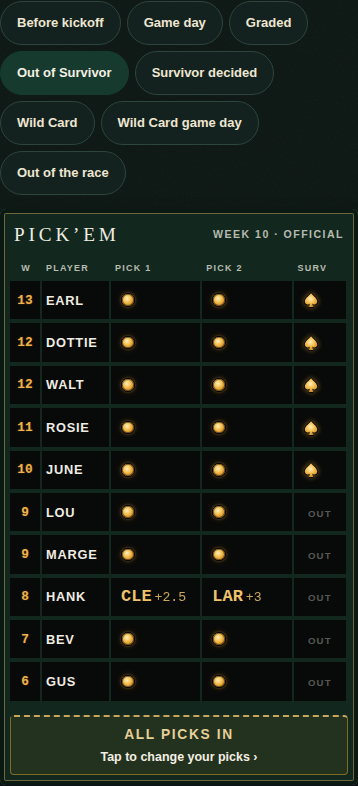 Before kickoff
Game day
Graded
Out of Survivor
Survivor decided
Wild Card
Wild Card game day
Out of the race
PICK’EM
WEEK 10 · OFFICIAL
W PLAYER PICK 1 PICK 2 SURV
13 EARL
12 DOTTIE
12 WALT
11 ROSIE
10 JUNE
9 LOU OUT
9 MARGE OUT
8 HANK CLE +2.5 LAR +3 OUT
7 BEV OUT
6 GUS OUT
ALL PICKS IN
Tap to change your picks ›